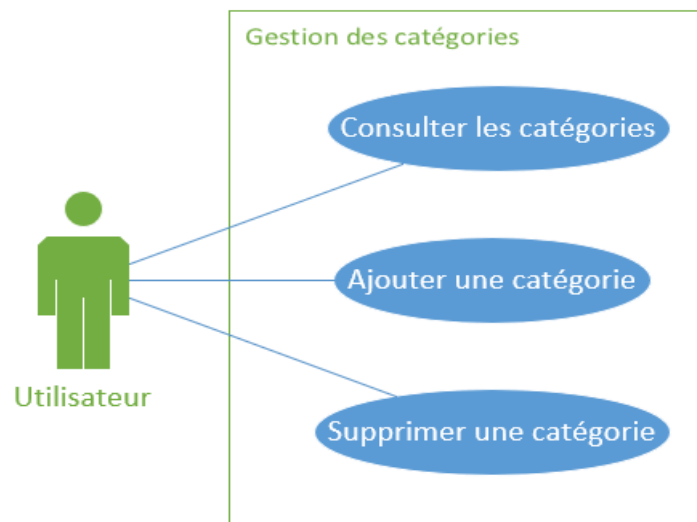 Gestion des catégories
Consulter les catégories
Ajouter une catégorie
Supprimer une catégorie
Utilisateur